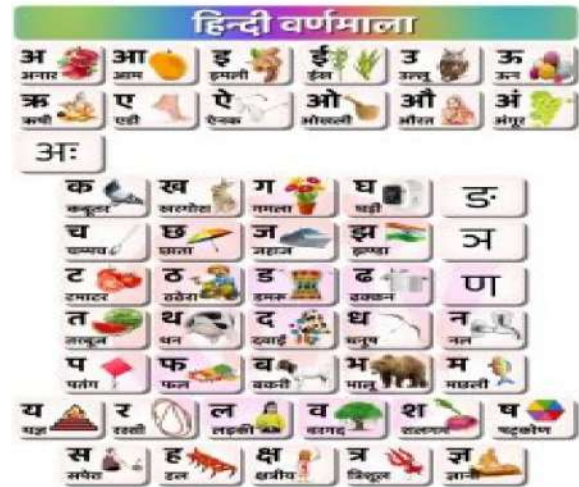 हिन्दी वर्णमाला
अ आ इ ई उ ऊ
अनार आम इमली ईख उल्लू ऊन
ऋ ए ऐ ओ औ अं
ऋषी एडी ऐनक ओखली औरत अंगूर
अः
क ख ग घ ङ
कबूतर खरगोश गमला घड़ी
च छ ज झ ञ
चम्मच छाता जहाज झण्डा
ट ठ ड ढ ण
टमाटर ठठेरा डमरू ढक्कन
त थ द ध न
तरबूज थन दवाई धनुष नल
प फ ब भ म
पतंग फल बकरी भालू मछली
य र ल व श ष
यज्ञ रस्सी लड़की वरगद शलगम षट्कोण
स ह क्ष त्र ज्ञ
सपेरा हल क्षत्रीय त्रिशूल ज्ञानी